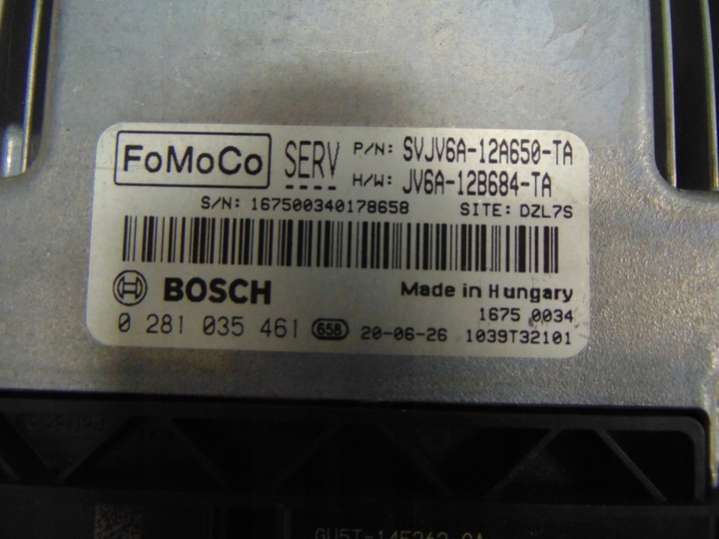 FoMoCo SERV P/N: SVJV6A-12A650-TA
H/W: JV6A-12B684-TA
S/N: 167500340178658 SITE: DZL7S
BOSCH Made in Hungary
1675 0034
0 281 035 461 658 20-06-26 1039T32101